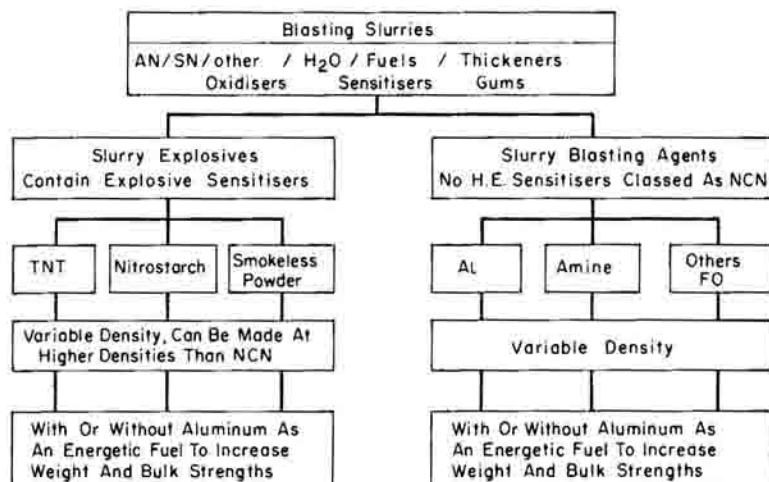 Blasting Slurries
AN/SN/other / H2O / Fuels / Thickeners
Oxidisers Sensitisers Gums
Slurry Explosives
Contain Explosive Sensitisers
Slurry Blasting Agents
No H.E. Sensitisers Classed As NCN
TNT
Nitrostarch
Smokeless
Powder
AL
Amine
Others
FO
Variable Density, Can Be Made At
Higher Densities Than NCN
Variable Density
With Or Without Aluminum As
An Energetic Fuel To Increase
Weight And Bulk Strengths
With Or Without Aluminum As
An Energetic Fuel To Increase
Weight And Bulk Strengths